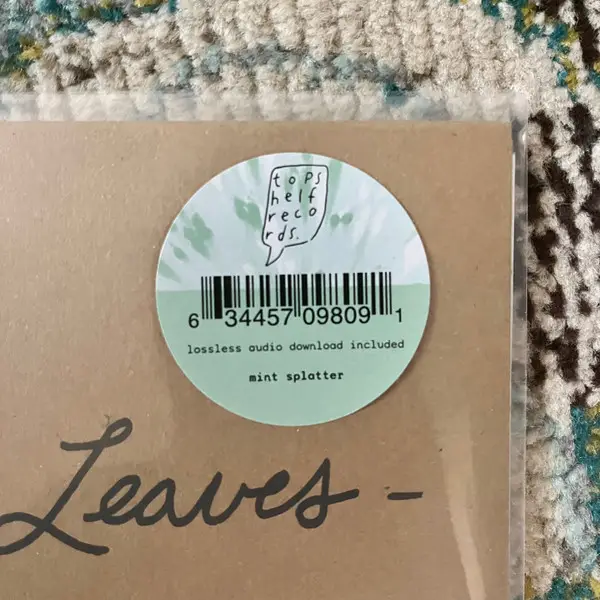 tops
helf
reco
rds.
6 34457 09809 1
lossless audio download included
mint splatter
Leaves -